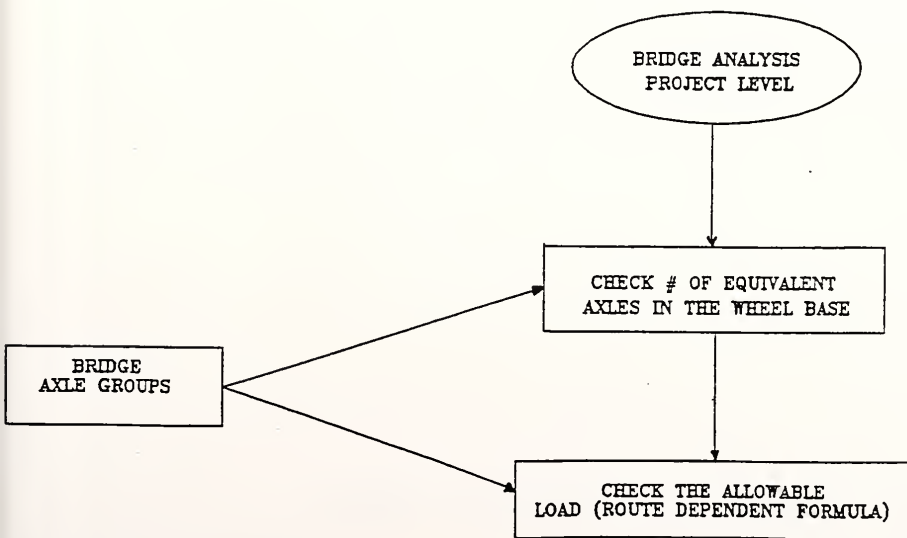 BRIDGE ANALYSIS
PROJECT LEVEL
CHECK # OF EQUIVALENT
AXLES IN THE WHEEL BASE
BRIDGE
AXLE GROUPS
CHECK THE ALLOWABLE
LOAD (ROUTE DEPENDENT FORMULA)